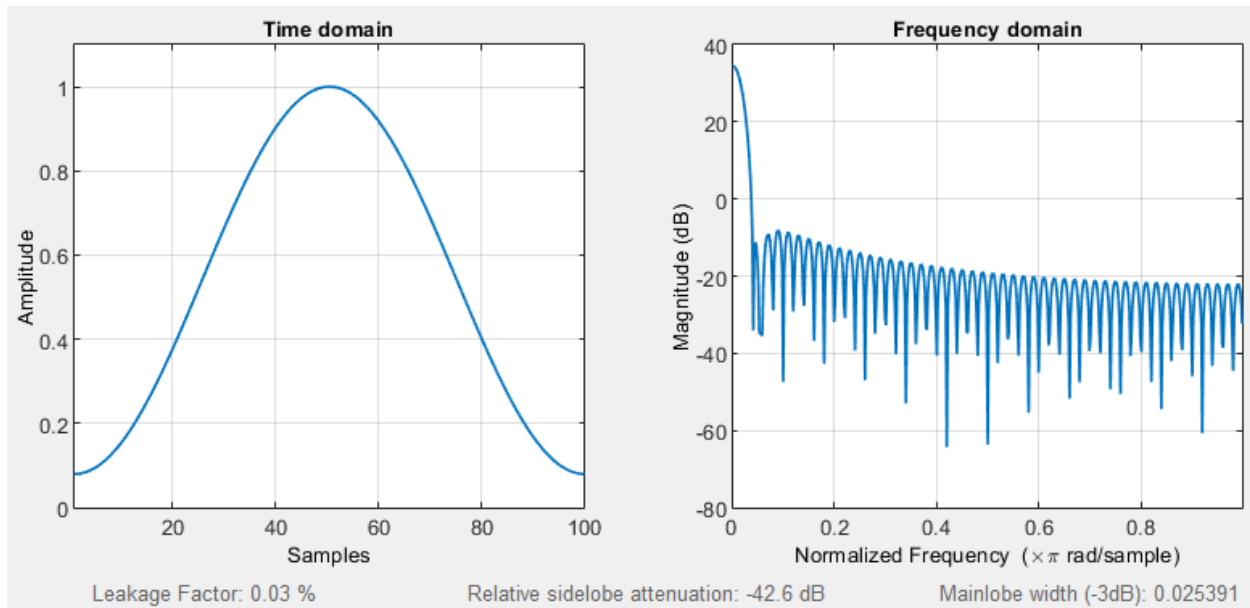 Time domain
Amplitude
1
0.8
0.6
0.4
0.2
0
20
40
60
80
100
Samples
Frequency domain
Magnitude (dB)
40
20
0
-20
-40
-60
-80
0
0.2
0.4
0.6
0.8
Normalized Frequency (×π rad/sample)
Leakage Factor: 0.03 %
Relative sidelobe attenuation: -42.6 dB
Mainlobe width (-3dB): 0.025391